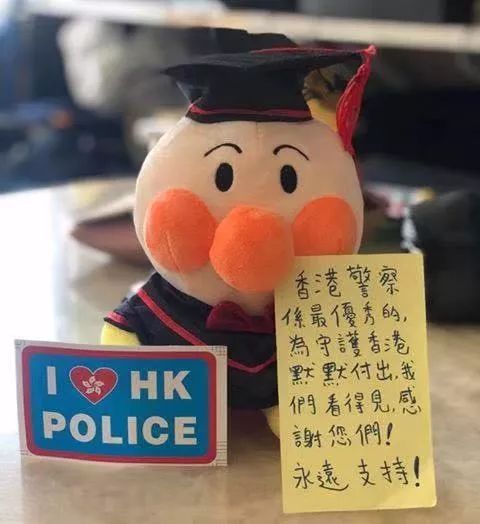 I HK
POLICE
香港警察
係最優秀的,
為守護香港
默默付出,我
們看得見,感
謝您們!
永遠支持!